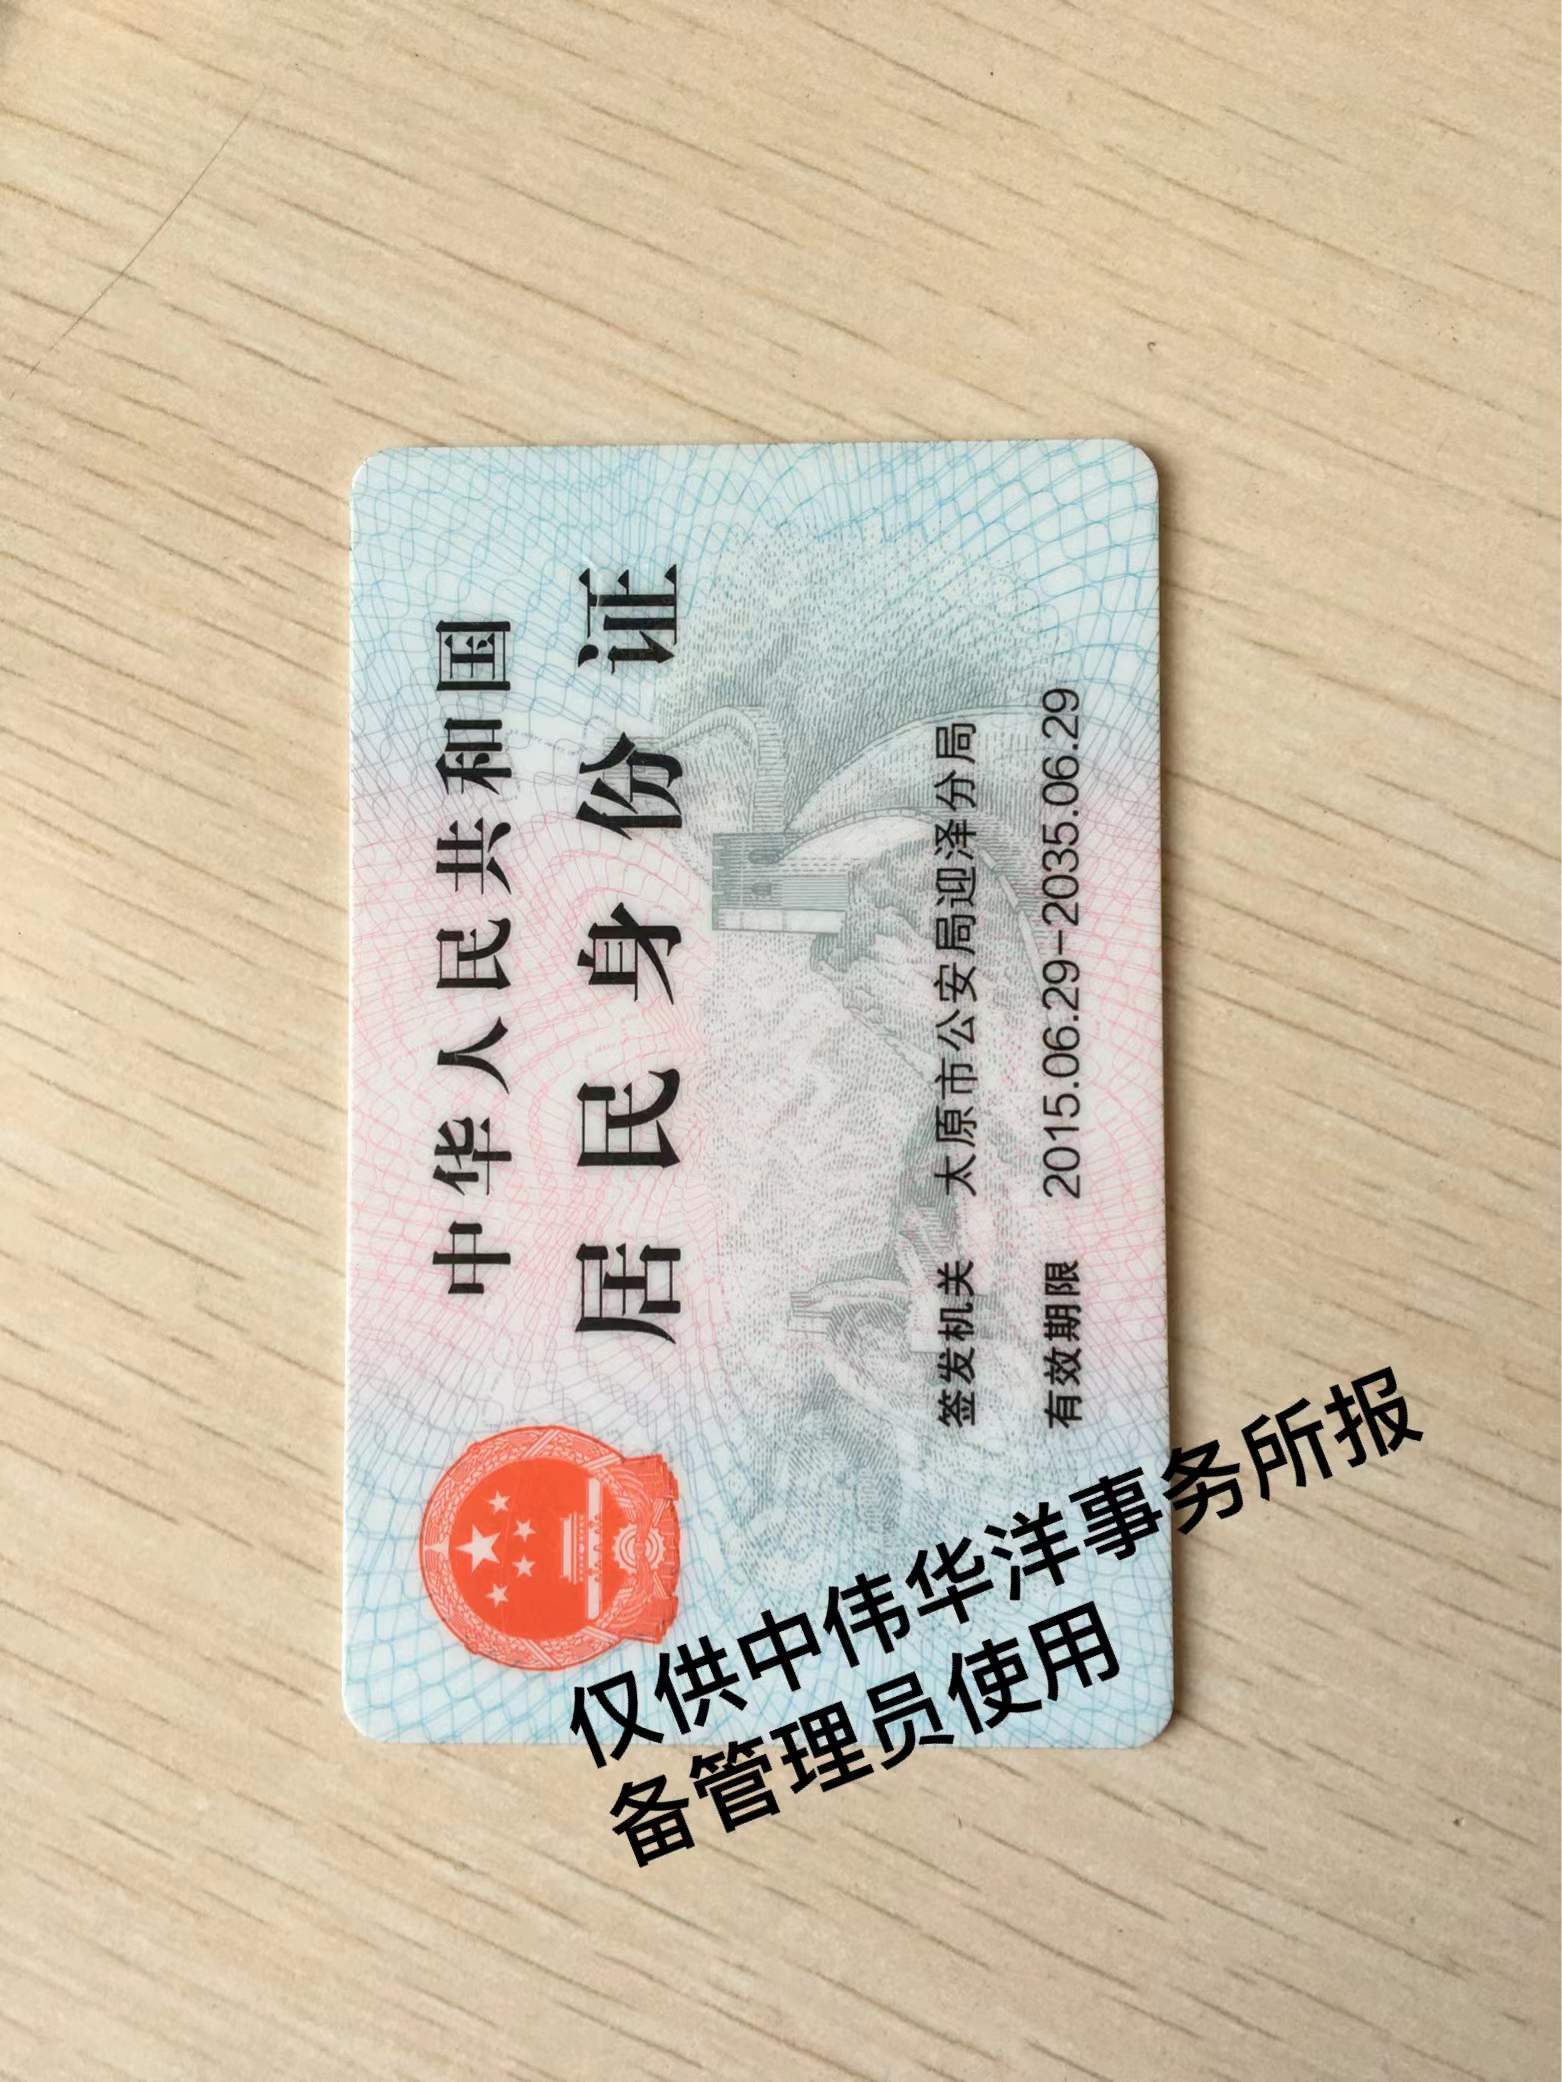 中华人民共和国
居民身份证
签发机关 太原市公安局迎泽分局
有效期限 2015.06.29-2035.06.29
仅供中伟华洋事务所报
备管理员使用